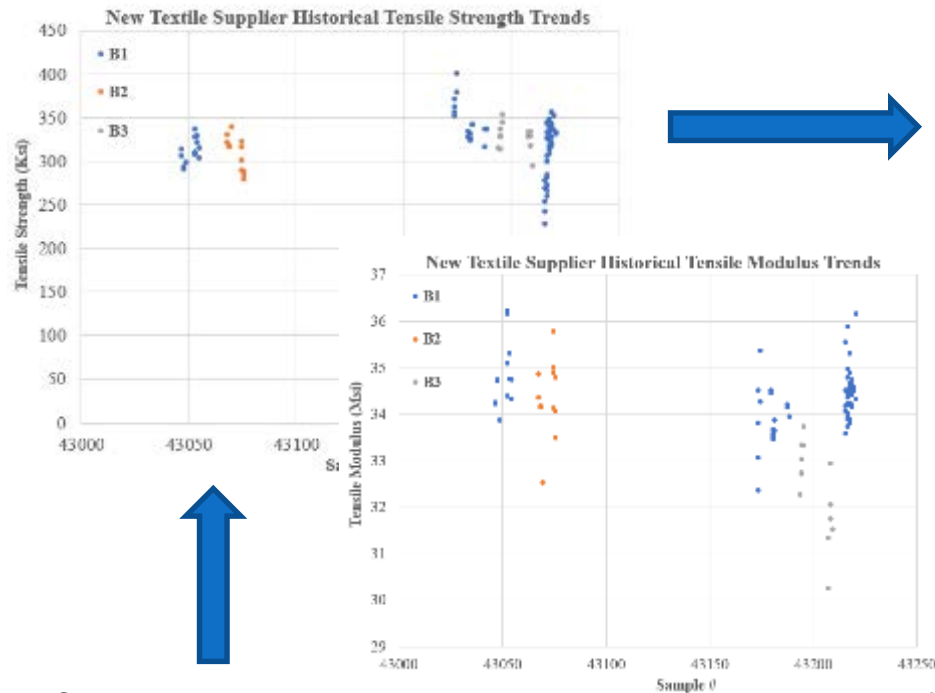 New Textile Supplier Historical Tensile Strength Trends
450
400
350
300
250
200
150
100
50
0
Tensile Strength (Ksi)
B1
B2
B3
43000
43050
43100
New Textile Supplier Historical Tensile Modulus Trends
37
36
35
34
33
32
31
30
29
Tensile Modulus (Msi)
B1
B2
B3
43000
43050
43100
43150
43200
43250
Sample #